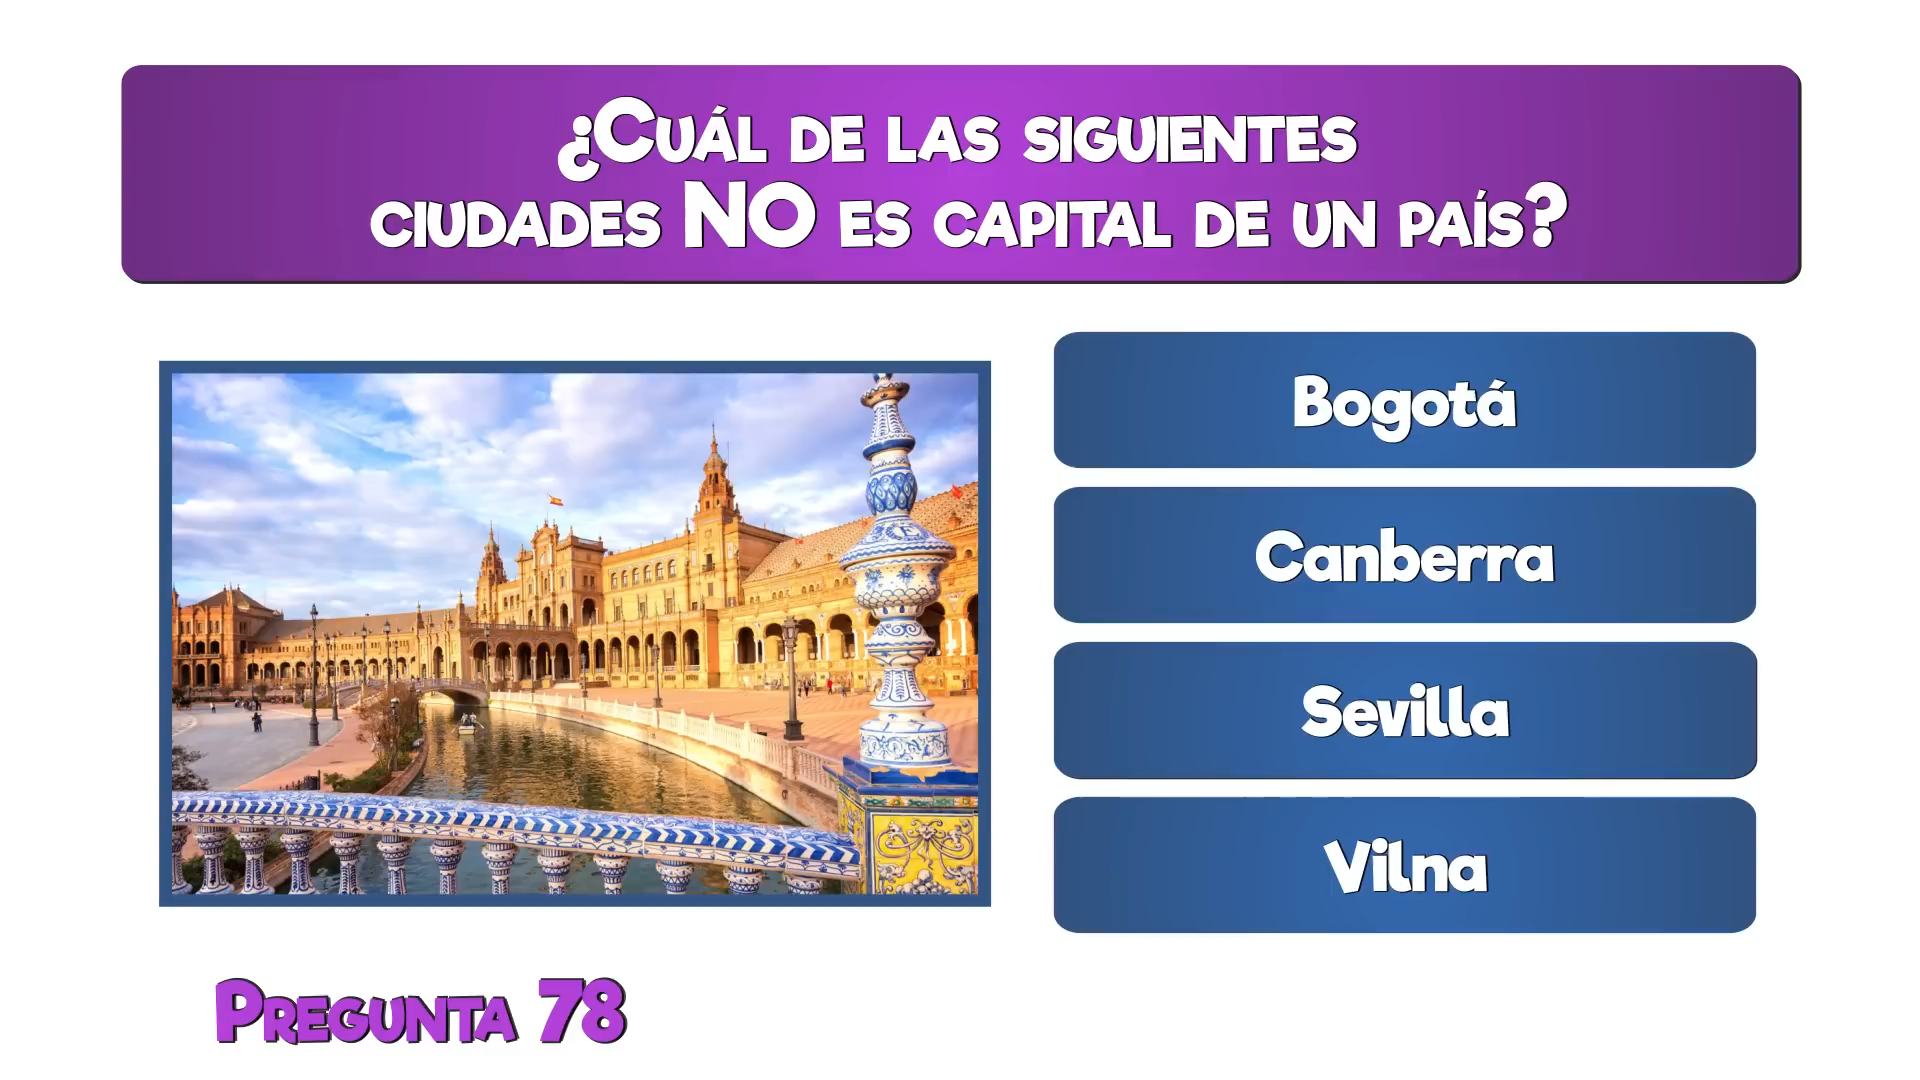 ¿Cuál de las siguientes
ciudades NO es capital de un país?
Bogotá
Canberra
Sevilla
Vilna
Pregunta 78